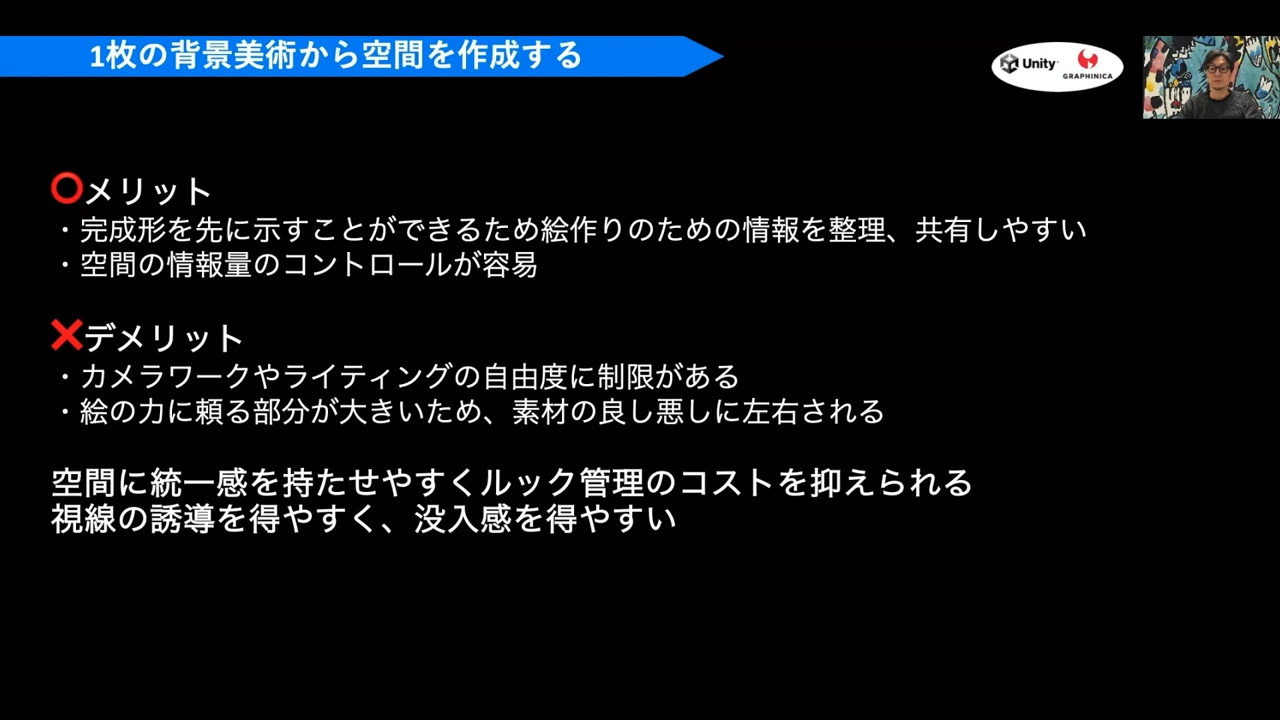 1枚の背景美術から空間を作成する
Unity
GRAPHINICA
⭕メリット
・完成形を先に示すことができるため絵作りのための情報を整理、共有しやすい
・空間の情報量のコントロールが容易
❌デメリット
・カメラワークやライティングの自由度に制限がある
・絵の力に頼る部分が大きいため、素材の良し悪しに左右される
空間に統一感を持たせやすくルック管理のコストを抑えられる
視線の誘導を得やすく、没入感を得やすい